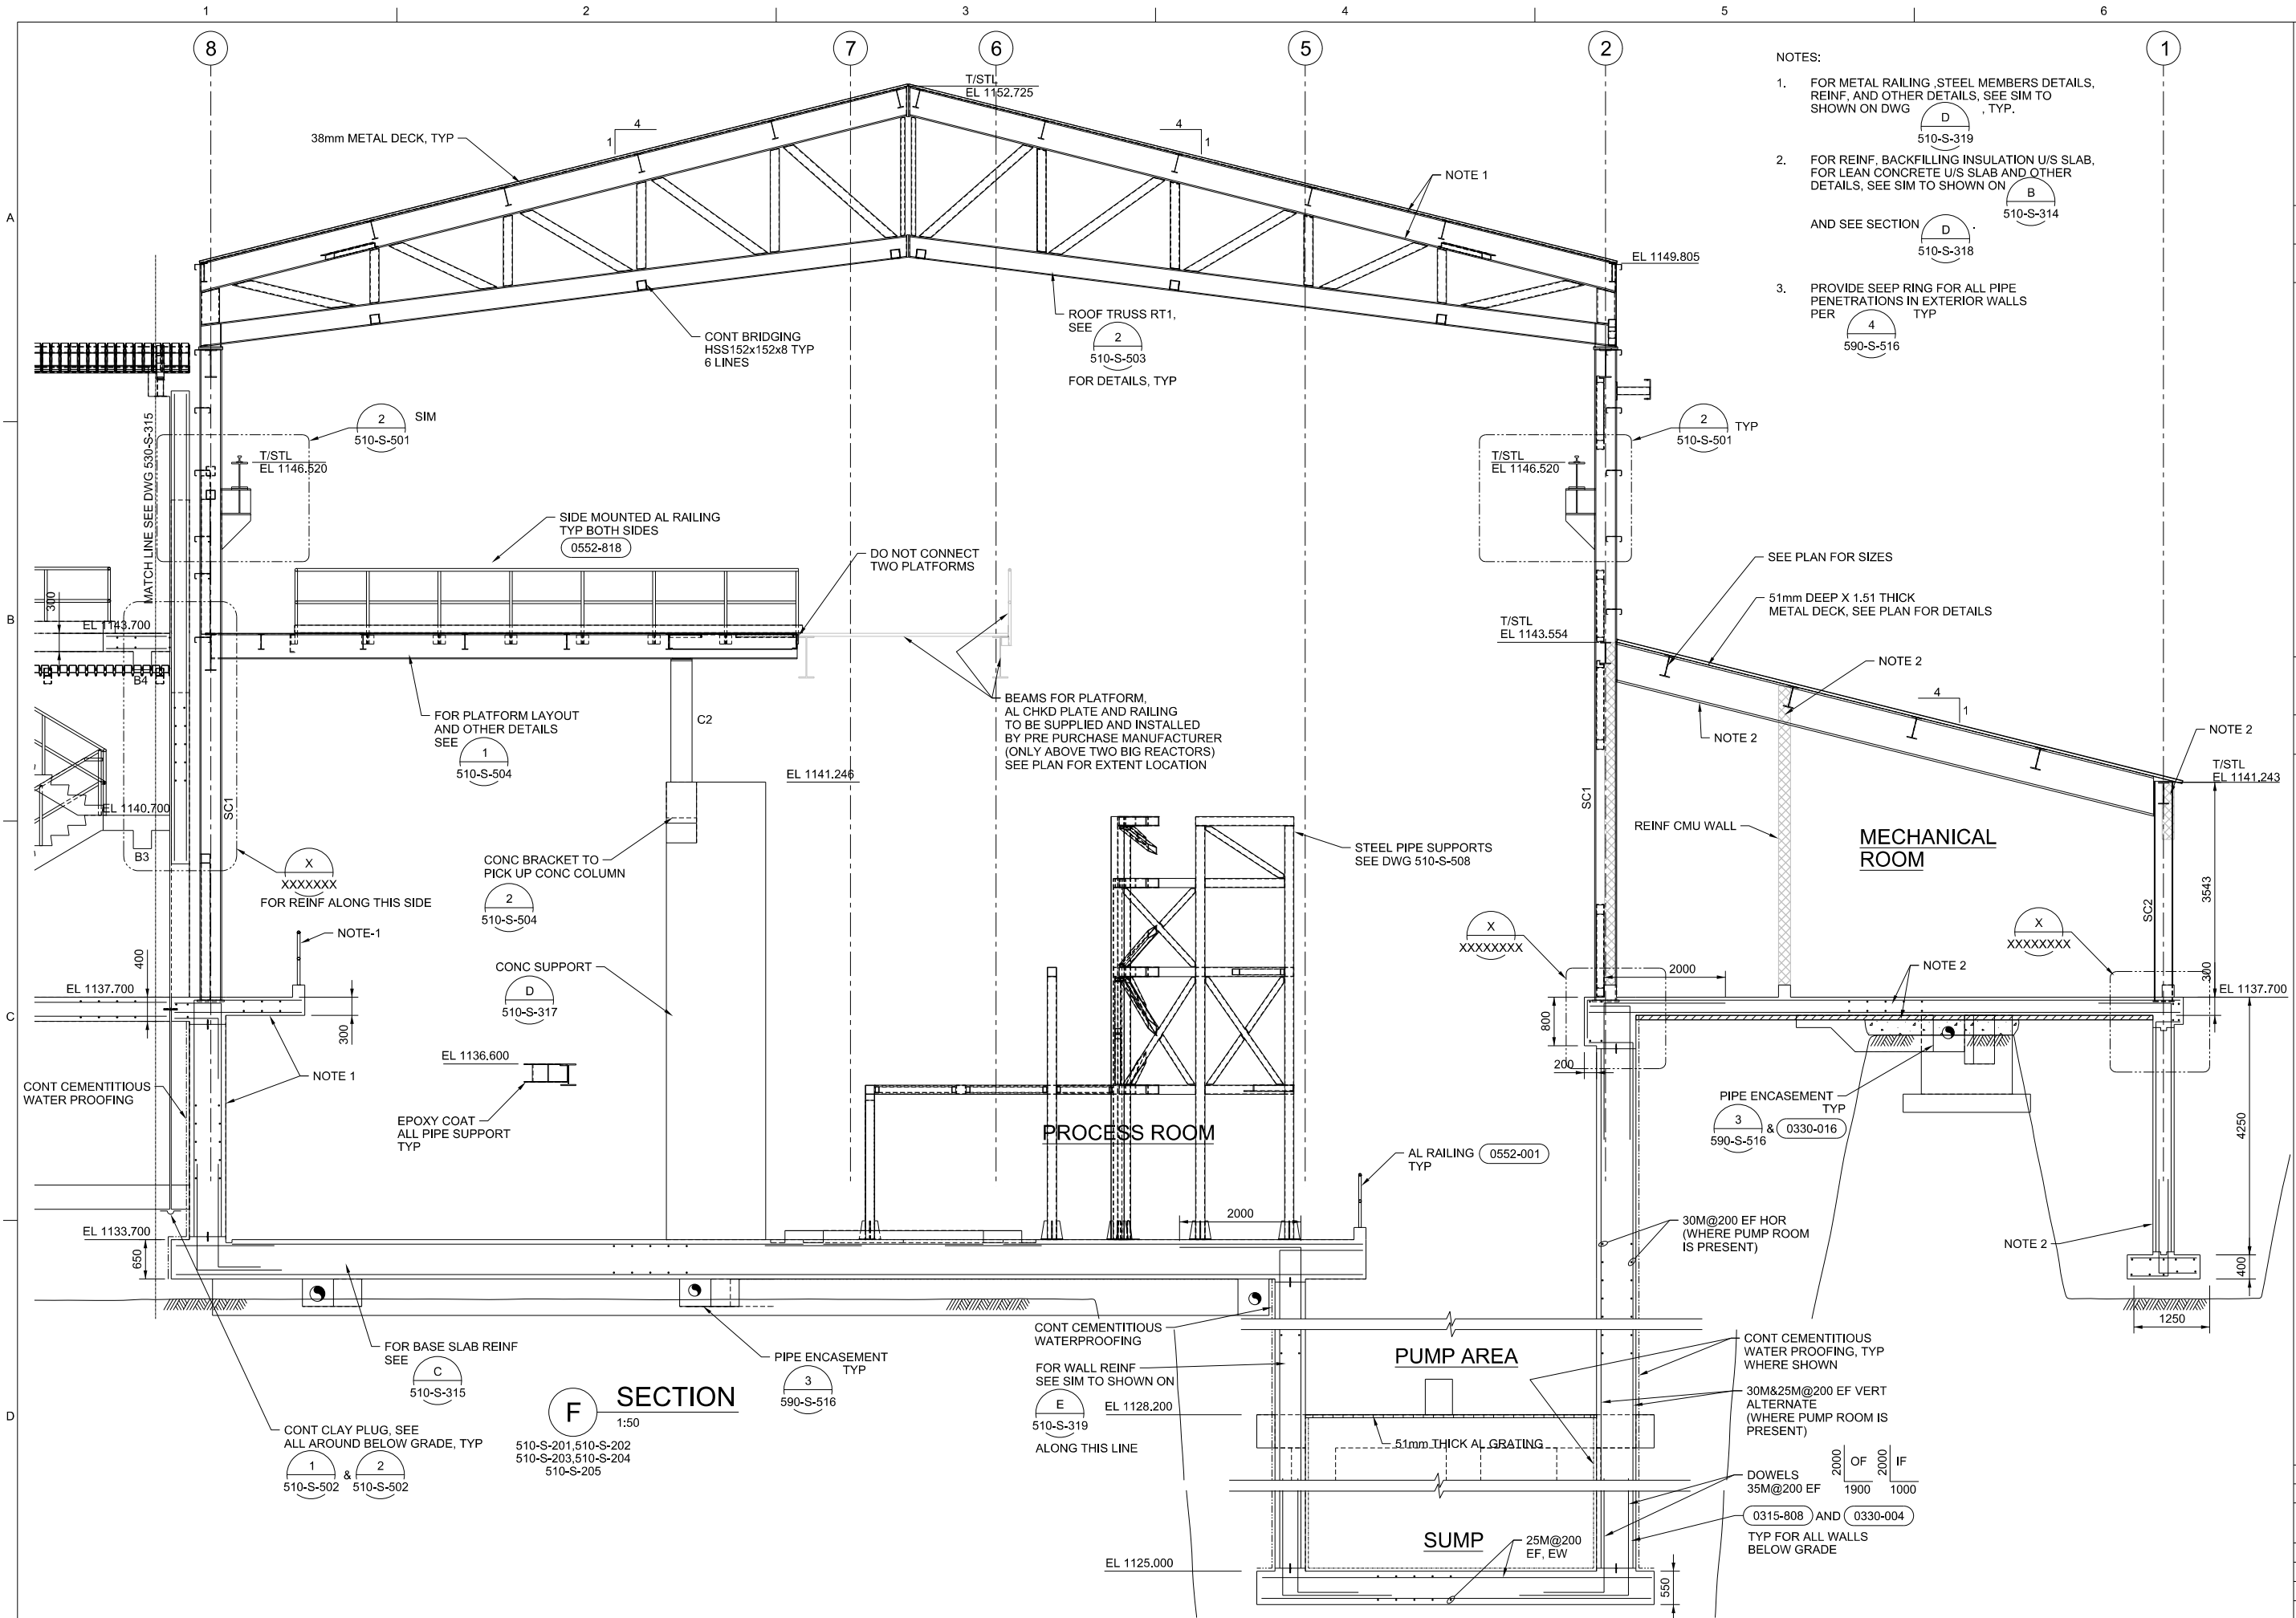 1 2 3 4 5 6
8 7 6 5 2 1
NOTES:
1. FOR METAL RAILING ,STEEL MEMBERS DETAILS,
REINF, AND OTHER DETAILS, SEE SIM TO
SHOWN ON DWG , TYP.
D
510-S-319
2. FOR REINF, BACKFILLING INSULATION U/S SLAB,
FOR LEAN CONCRETE U/S SLAB AND OTHER
DETAILS, SEE SIM TO SHOWN ON
B
510-S-314
AND SEE SECTION .
D
510-S-318
3. PROVIDE SEEP RING FOR ALL PIPE
PENETRATIONS IN EXTERIOR WALLS
PER TYP
4
590-S-516
T/STL
EL 1152.725
38mm METAL DECK, TYP
4
1
4
1
NOTE 1
A
EL 1149.805
CONT BRIDGING
HSS152x152x8 TYP
6 LINES
ROOF TRUSS RT1,
SEE
2
510-S-503
FOR DETAILS, TYP
MATCH LINE SEE DWG 530-S-315
2
510-S-501
SIM
T/STL
EL 1146.520
2
510-S-501
TYP
T/STL
EL 1146.520
SIDE MOUNTED AL RAILING
TYP BOTH SIDES
0552-818
DO NOT CONNECT
TWO PLATFORMS
SEE PLAN FOR SIZES
51mm DEEP X 1.51 THICK
METAL DECK, SEE PLAN FOR DETAILS
B
300
EL 1143.700
B4
T/STL
EL 1143.554
NOTE 2
4
1
NOTE 2
NOTE 2
FOR PLATFORM LAYOUT
AND OTHER DETAILS
SEE
1
510-S-504
C2
BEAMS FOR PLATFORM,
AL CHKD PLATE AND RAILING
TO BE SUPPLIED AND INSTALLED
BY PRE PURCHASE MANUFACTURER
(ONLY ABOVE TWO BIG REACTORS)
SEE PLAN FOR EXTENT LOCATION
EL 1141.246
T/STL
EL 1141.243
EL 1140.700
SC1
B3
SC1
REINF CMU WALL
MECHANICAL
ROOM
X
XXXXXXX
FOR REINF ALONG THIS SIDE
CONC BRACKET TO
PICK UP CONC COLUMN
2
510-S-504
STEEL PIPE SUPPORTS
SEE DWG 510-S-508
3543
SC2
NOTE-1
X
XXXXXXXX
X
XXXXXXXX
400
CONC SUPPORT
D
510-S-317
2000
NOTE 2
300
EL 1137.700
EL 1137.700
C
300
800
200
EL 1136.600
NOTE 1
CONT CEMENTITIOUS
WATER PROOFING
EPOXY COAT
ALL PIPE SUPPORT
TYP
PROCESS ROOM
PIPE ENCASEMENT
TYP
3
590-S-516
& 0330-016
4250
AL RAILING 0552-001
TYP
2000
30M@200 EF HOR
(WHERE PUMP ROOM
IS PRESENT)
NOTE 2
EL 1133.700
650
400
1250
FOR BASE SLAB REINF
SEE
C
510-S-315
PIPE ENCASEMENT
TYP
3
590-S-516
CONT CEMENTITIOUS
WATERPROOFING
FOR WALL REINF
SEE SIM TO SHOWN ON
E
510-S-319
ALONG THIS LINE
PUMP AREA
CONT CEMENTITIOUS
WATER PROOFING, TYP
WHERE SHOWN
30M&25M@200 EF VERT
ALTERNATE
(WHERE PUMP ROOM IS
PRESENT)
D
F
SECTION
1:50
510-S-201,510-S-202
510-S-203,510-S-204
510-S-205
EL 1128.200
51mm THICK AL GRATING
CONT CLAY PLUG, SEE
ALL AROUND BELOW GRADE, TYP
1
510-S-502
&
2
510-S-502
DOWELS
35M@200 EF
2000 OF
1900
2000 IF
1000
0315-808 AND 0330-004
TYP FOR ALL WALLS
BELOW GRADE
SUMP
25M@200
EF, EW
EL 1125.000
550